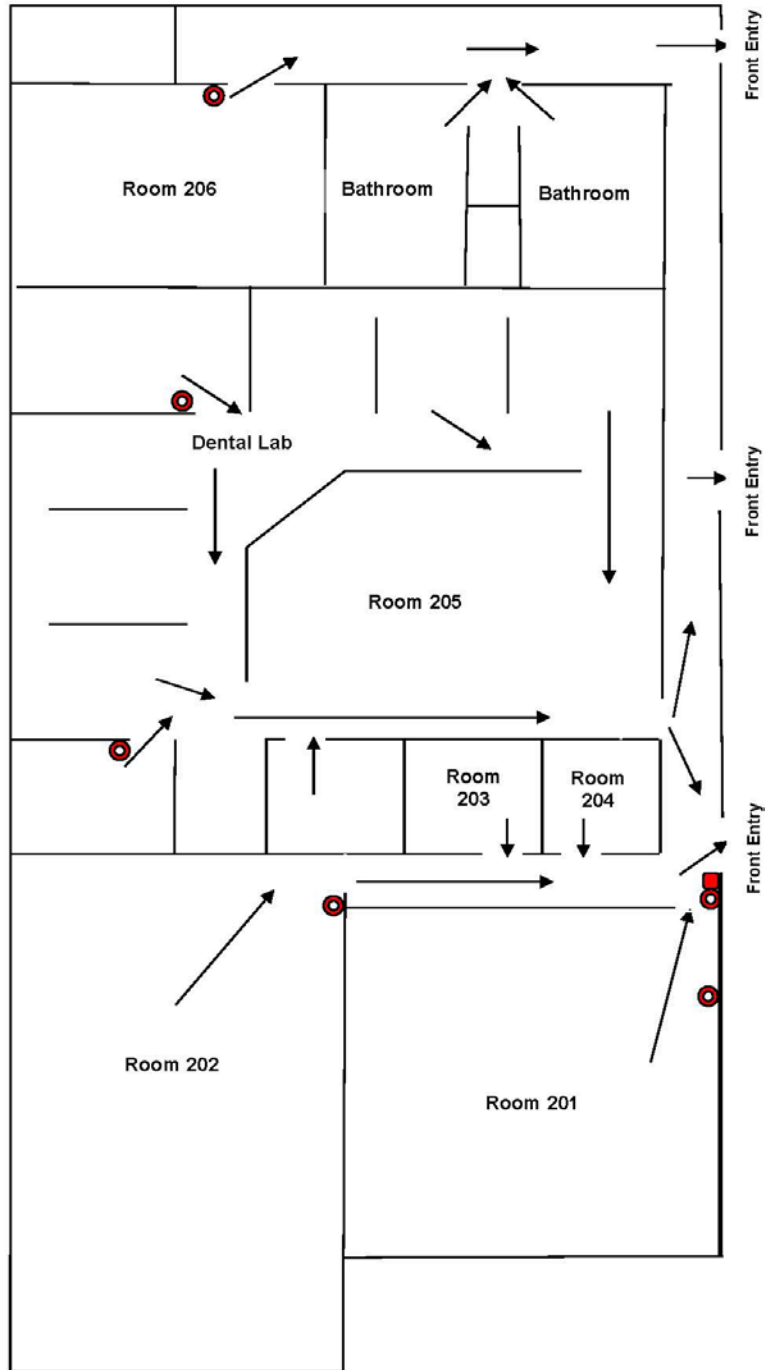 Front Entry
Room 206
Bathroom
Bathroom
Dental Lab
Front Entry
Room 205
Room
203
Room
204
Front Entry
Room 202
Room 201